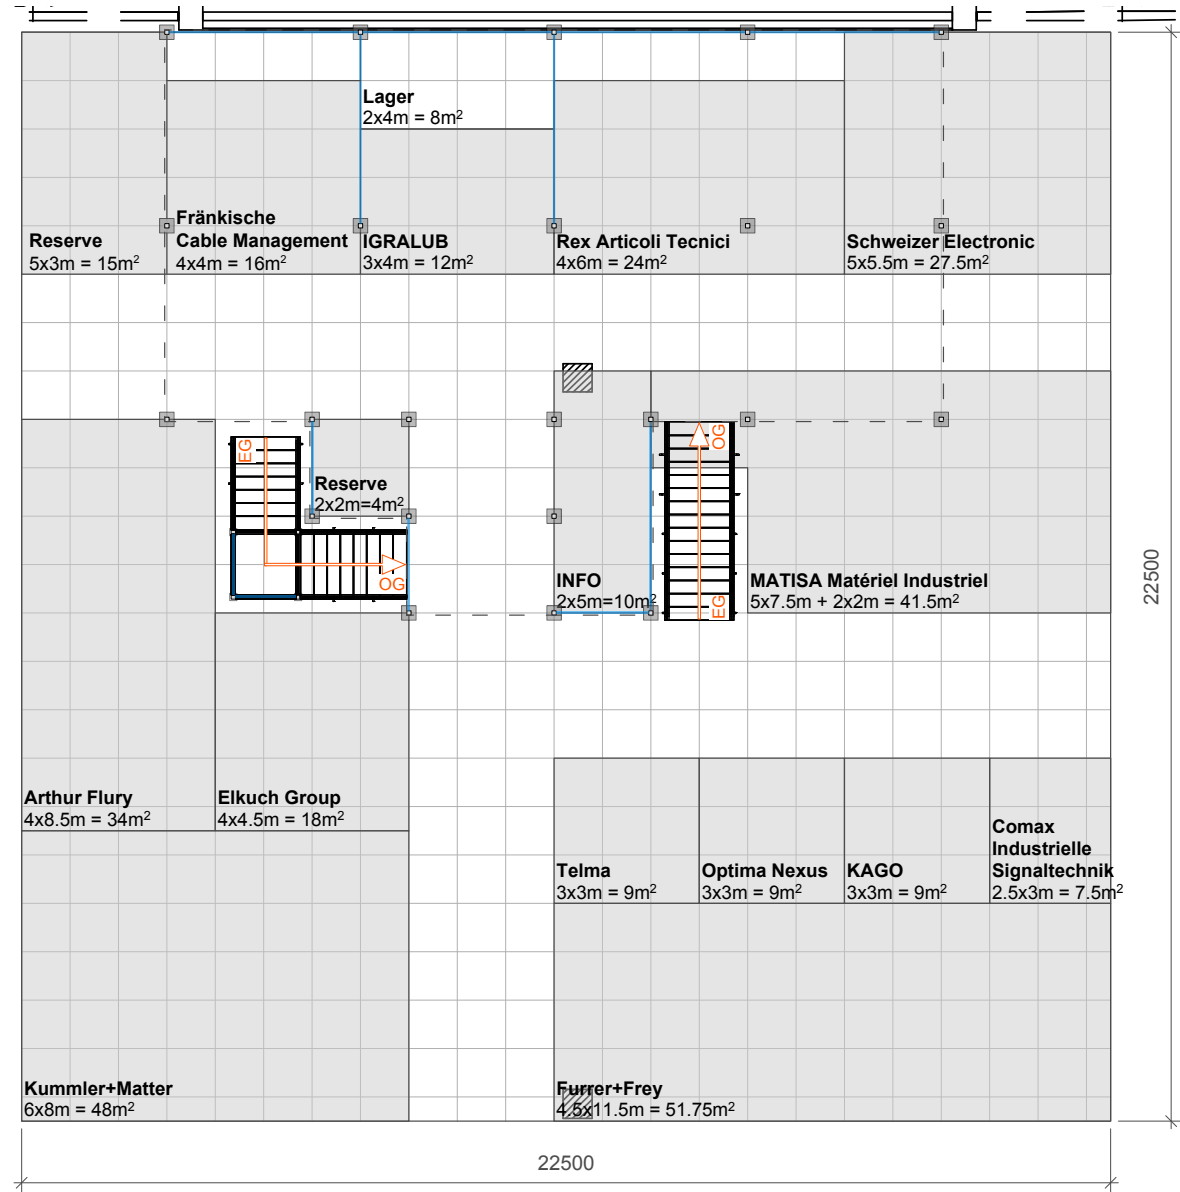 Lager
2x4m = 8m²
Fränkische
Cable Management
4x4m = 16m²
Reserve
5x3m = 15m²
IGRALUB
3x4m = 12m²
Rex Articoli Tecnici
4x6m = 24m²
Schweizer Electronic
5x5.5m = 27.5m²
EG
OG
Reserve
2x2m=4m²
OG
EG
INFO
2x5m=10m²
MATISA Matériel Industriel
5x7.5m + 2x2m = 41.5m²
22500
Arthur Flury
4x8.5m = 34m²
Elkuch Group
4x4.5m = 18m²
Telma
3x3m = 9m²
Optima Nexus
3x3m = 9m²
KAGO
3x3m = 9m²
Comax
Industrielle
Signaltechnik
2.5x3m = 7.5m²
Kummler+Matter
6x8m = 48m²
Furrer+Frey
4.5x11.5m = 51.75m²
22500